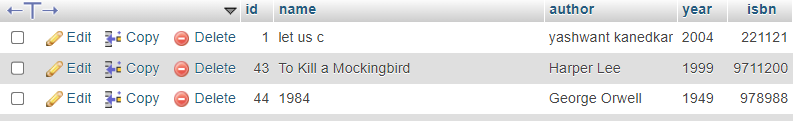 id name author year isbn
Edit Copy Delete 1 let us c yashwant kanedkar 2004 221121
Edit Copy Delete 43 To Kill a Mockingbird Harper Lee 1999 9711200
Edit Copy Delete 44 1984 George Orwell 1949 978988